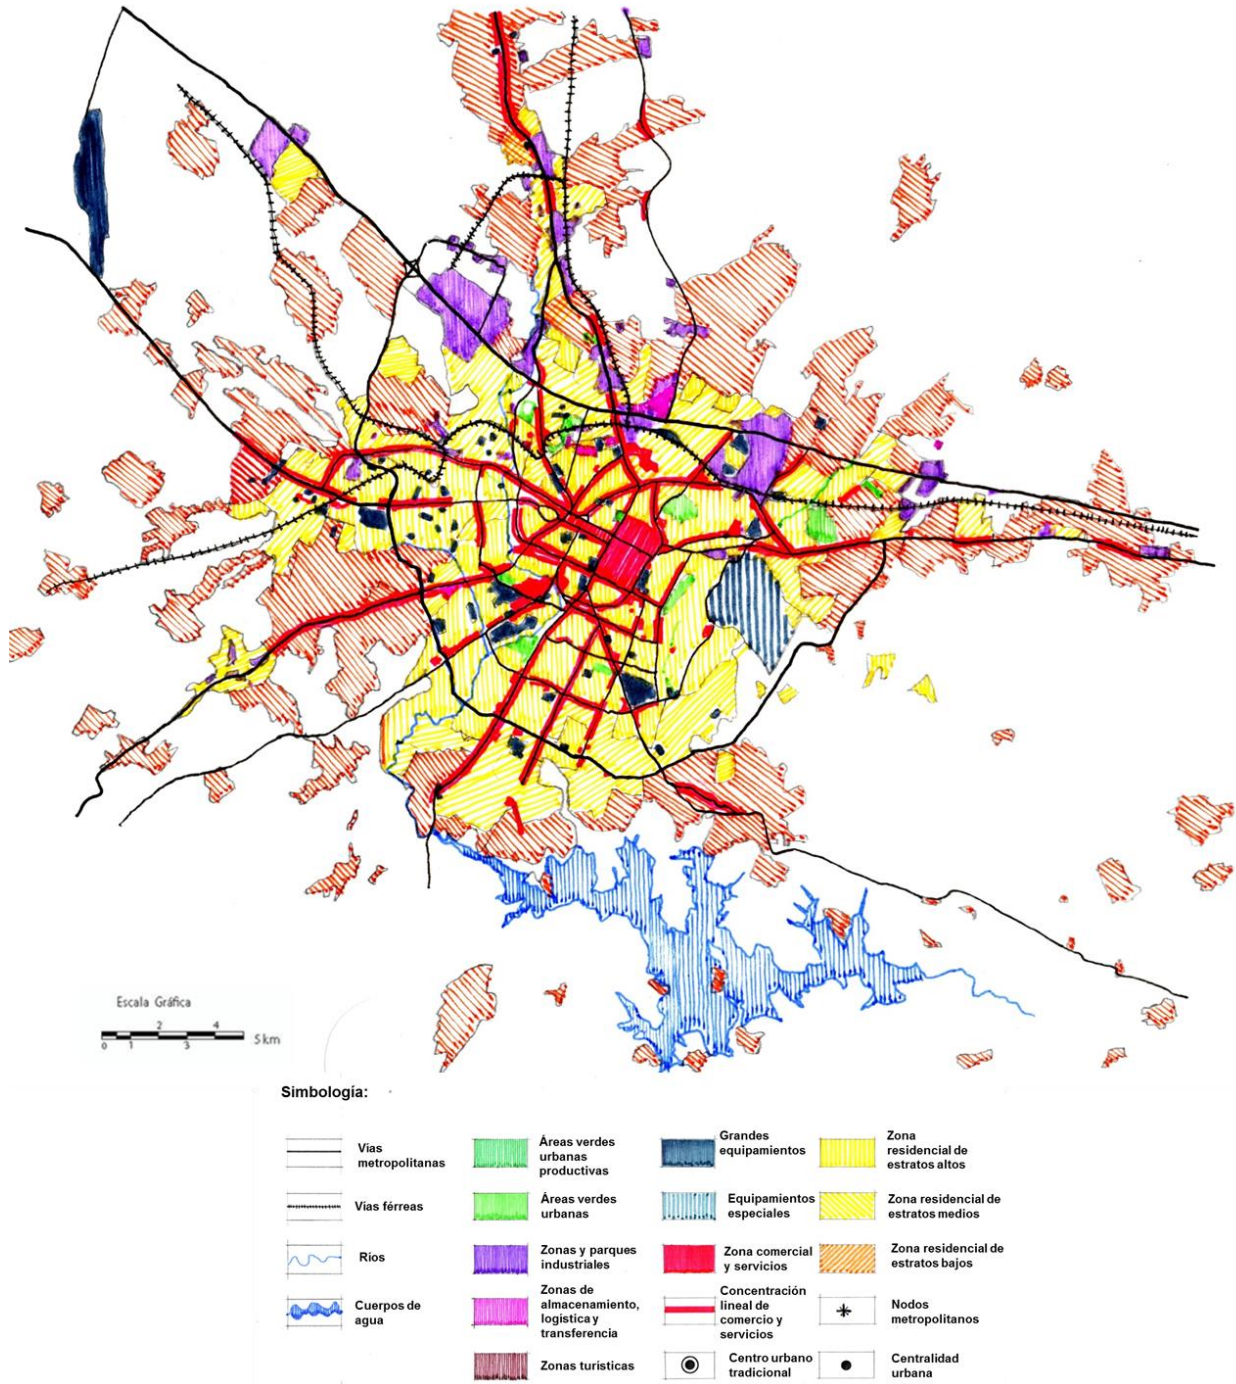 Escala Gráfica
2 4
0 1 3 5 km
Simbología:
Vías
metropolitanas
Vías férreas
Ríos
Cuerpos de
agua
Áreas verdes
urbanas
productivas
Áreas verdes
urbanas
Zonas y parques
industriales
Zonas de
almacenamiento,
logística y
transferencia
Zonas turisticas
Grandes
equipamientos
Equipamientos
especiales
Zona comercial
y servicios
Concentración
lineal de
comercio y
servicios
Centro urbano
tradicional
Zona
residencial de
estratos altos
Zona residencial de
estratos medios
Zona residencial de
estratos bajos
Nodos
metropolitanos
Centralidad
urbana